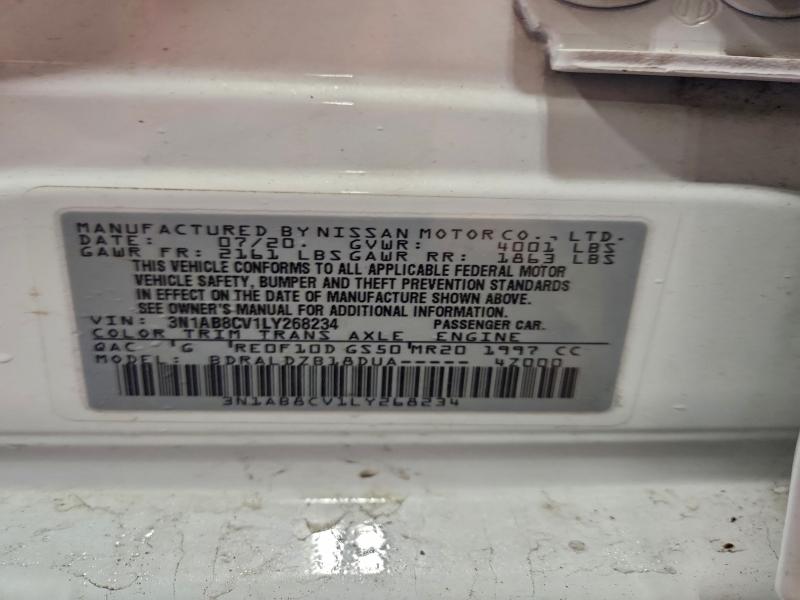 MANUFACTURED BY NISSAN MOTOR CO., LTD.
DATE: 07/20. GVWR: 4001 LBS
GAWR FR: 2161 LBS GAWR RR: 1863 LBS
THIS VEHICLE CONFORMS TO ALL APPLICABLE FEDERAL MOTOR
VEHICLE SAFETY, BUMPER AND THEFT PREVENTION STANDARDS
IN EFFECT ON THE DATE OF MANUFACTURE SHOWN ABOVE.
SEE OWNER'S MANUAL FOR ADDITIONAL INFORMATION.
VIN: 3N1AB8CV1LY268234 PASSENGER CAR.
COLOR TRIM TRANS AXLE ENGINE
QAC G RE0F10D GS50 MR20 1997 CC
MODEL: BDRALDZB18DUA----- 4Z000
3N1AB8CV1LY268234